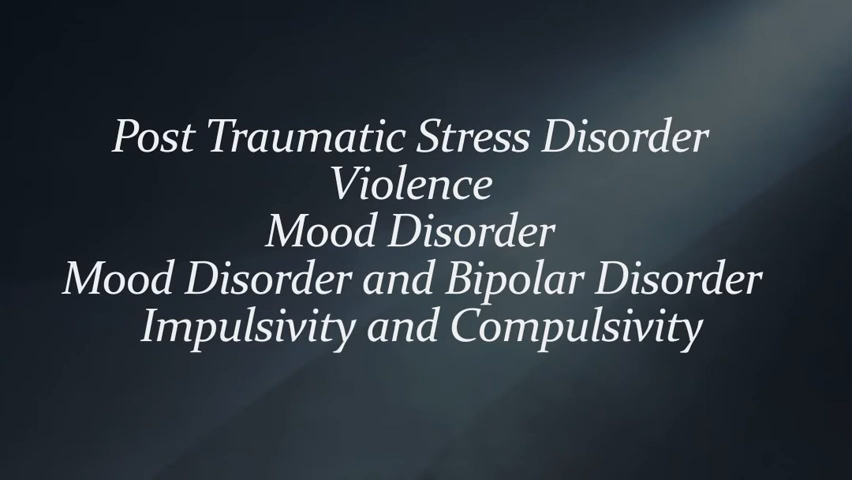 Post Traumatic Stress Disorder
Violence
Mood Disorder
Mood Disorder and Bipolar Disorder
Impulsivity and Compulsivity